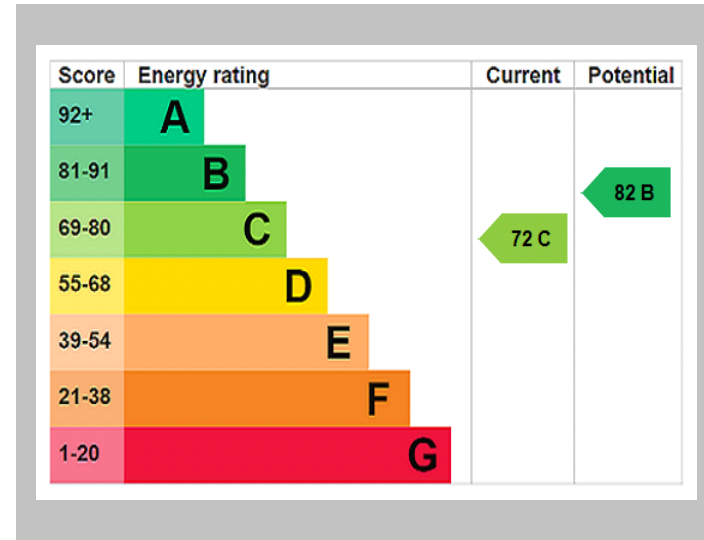 Score Energy rating Current Potential
92+ A
81-91 B
82 B
69-80 C
72 C
55-68 D
39-54 E
21-38 F
1-20 G